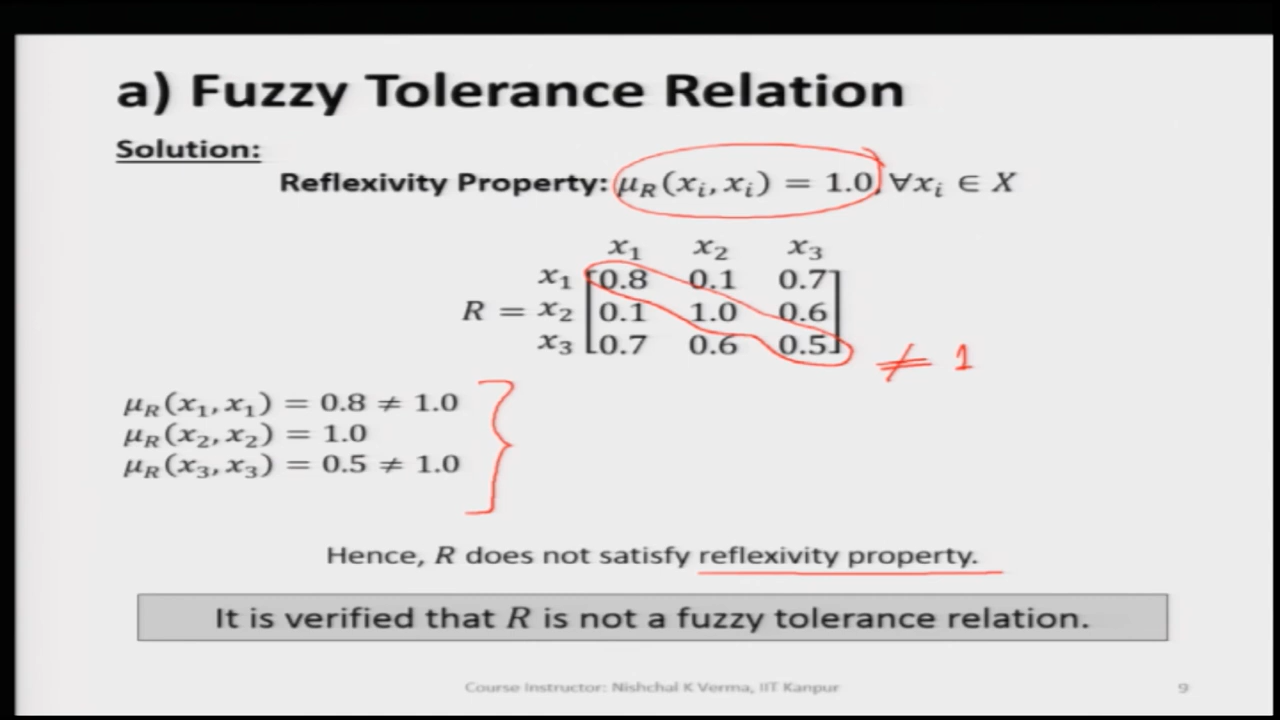 a) Fuzzy Tolerance Relation
Solution:
Reflexivity Property: μR(xi, xi) = 1.0, ∀xi ∈ X
x1 x2 x3
x1 [0.8 0.1 0.7]
R = x2 [0.1 1.0 0.6]
x3 [0.7 0.6 0.5]
≠ 1
μR(x1, x1) = 0.8 ≠ 1.0
μR(x2, x2) = 1.0
μR(x3, x3) = 0.5 ≠ 1.0
Hence, R does not satisfy reflexivity property.
It is verified that R is not a fuzzy tolerance relation.
Course Instructor: Nishchal K Verma, IIT Kanpur 9